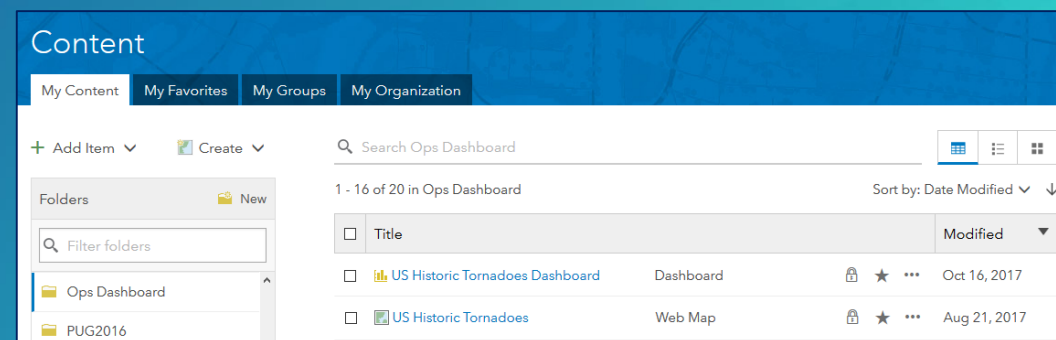 Content
My Content My Favorites My Groups My Organization
+ Add Item Create Search Ops Dashboard
1 - 16 of 20 in Ops Dashboard Sort by: Date Modified
Folders New
Title Modified
Filter folders
US Historic Tornadoes Dashboard Dashboard Oct 16, 2017
Ops Dashboard
US Historic Tornadoes Web Map Aug 21, 2017
PUG2016